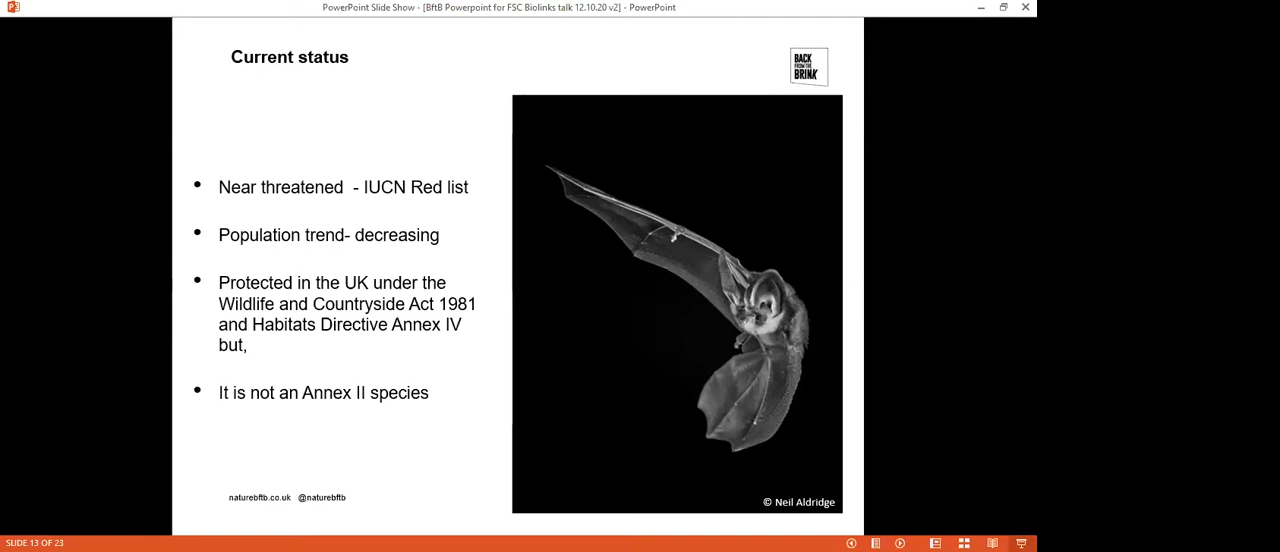 PowerPoint Slide Show - [BftB Powerpoint for FSC Biolinks talk 12.10.20 v2] - PowerPoint
Current status
BACK
FROM THE
BRINK
• Near threatened  - IUCN Red list
• Population trend- decreasing
• Protected in the UK under the
Wildlife and Countryside Act 1981
and Habitats Directive Annex IV
but,
• It is not an Annex II species
naturebftb.co.uk   @naturebftb
© Neil Aldridge
SLIDE 13 OF 23